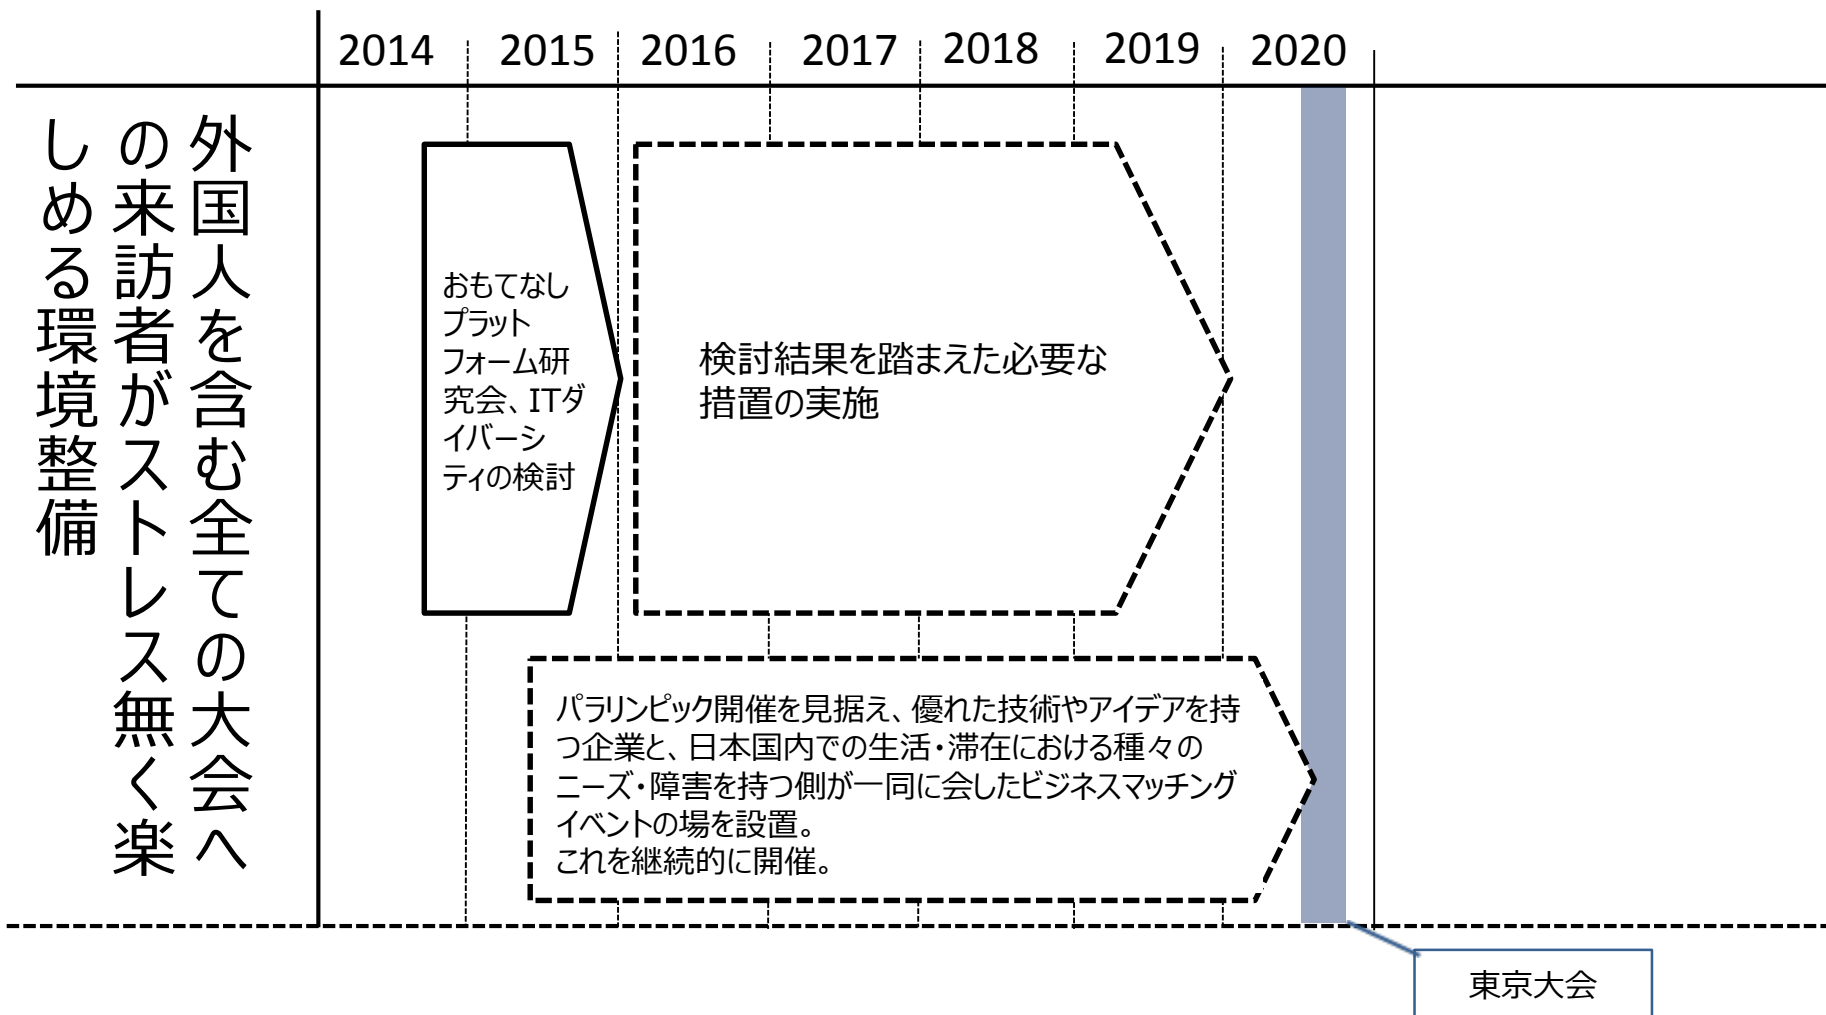 2014 2015 2016 2017 2018 2019 2020
外国人を含む全ての大会へ
の来訪者がストレス無く楽
しめる環境整備
おもてなし
プラット
フォーム研
究会、ITダ
イバーシ
ティの検討
検討結果を踏まえた必要な
措置の実施
パラリンピック開催を見据え、優れた技術やアイデアを持
つ企業と、日本国内での生活・滞在における種々の
ニーズ・障害を持つ側が一同に会したビジネスマッチング
イベントの場を設置。
これを継続的に開催。
東京大会